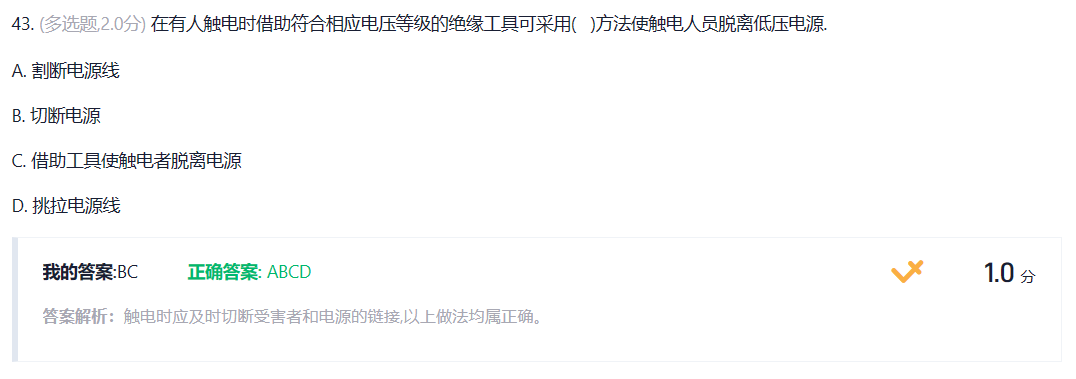 43. (多选题,2.0分) 在有人触电时借助符合相应电压等级的绝缘工具可采用( )方法使触电人员脱离低压电源.
A. 割断电源线
B. 切断电源
C. 借助工具使触电者脱离电源
D. 挑拉电源线
我的答案:BC 正确答案: ABCD 1.0 分
答案解析：触电时应及时切断受害者和电源的链接,以上做法均属正确。